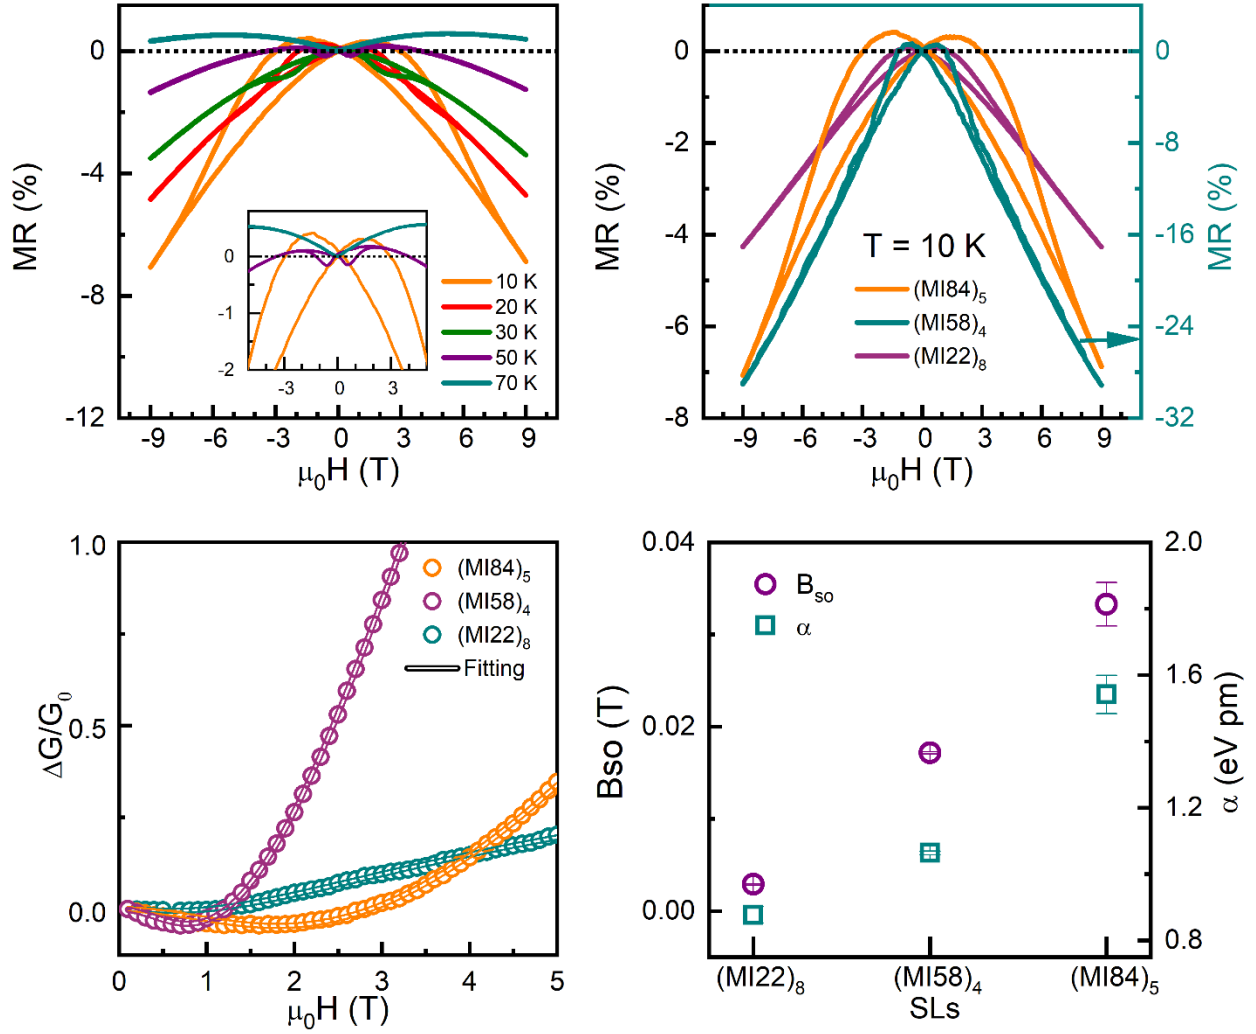 MR (%)
0
-4
-8
-12
-9
-6
-3
0
3
6
9
μ₀H (T)
0
-1
-2
-3
0
3
10 K
20 K
30 K
50 K
70 K
MR (%)
0
-2
-4
-6
-8
-9
-6
-3
0
3
6
9
μ₀H (T)
T = 10 K
(MI84)₅
(MI58)₄
(MI22)₈
0
-8
-16
-24
-32
MR (%)
ΔG/G₀
1.0
0.5
0.0
0
1
2
3
4
5
μ₀H (T)
(MI84)₅
(MI58)₄
(MI22)₈
Fitting
Bso (T)
0.04
0.02
0.00
B_so
α
(MI22)₈
(MI58)₄
(MI84)₅
SLs
2.0
1.6
1.2
0.8
α (eV pm)